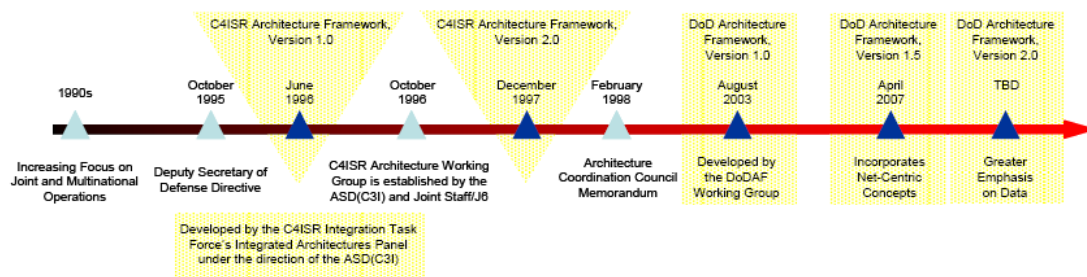 C4ISR Architecture Framework,
Version 1.0
C4ISR Architecture Framework,
Version 2.0
DoD Architecture
Framework,
Version 1.0
DoD Architecture
Framework,
Version 1.5
DoD Architecture
Framework,
Version 2.0
1990s
October
1995
June
1996
October
1996
December
1997
February
1998
August
2003
April
2007
TBD
Increasing Focus on
Joint and Multinational
Operations
Deputy Secretary of
Defense Directive
C4ISR Architecture Working
Group is established by the
ASD(C3I) and Joint Staff/J6
Architecture
Coordination Council
Memorandum
Developed by
the DoDAF
Working Group
Incorporates
Net-Centric
Concepts
Greater
Emphasis
on Data
Developed by the C4ISR Integration Task
Force's Integrated Architectures Panel
under the direction of the ASD(C3I)